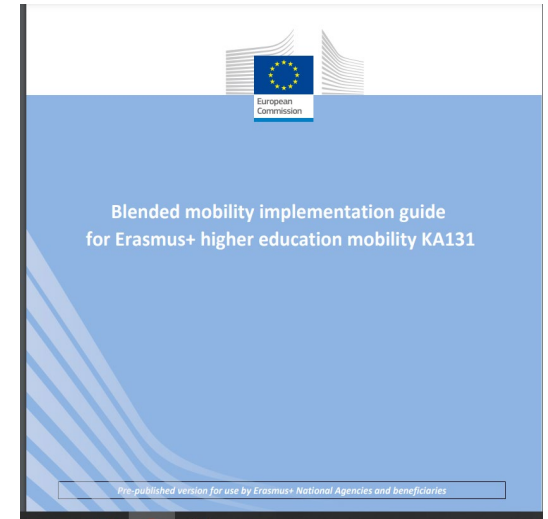 European
Commission
Blended mobility implementation guide
for Erasmus+ higher education mobility KA131
Pre-published version for use by Erasmus+ National Agencies and beneficiaries